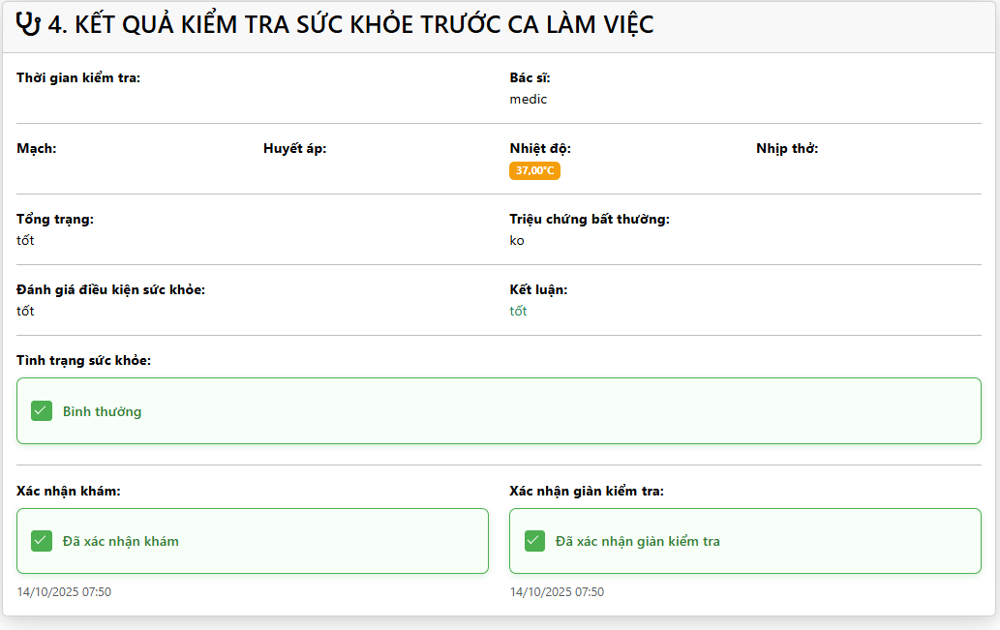 4. KẾT QUẢ KIỂM TRA SỨC KHỎE TRƯỚC CA LÀM VIỆC
Thời gian kiểm tra:
Bác sĩ:
medic
Mạch:
Huyết áp:
Nhiệt độ:
37,00°C
Nhịp thở:
Tổng trạng:
tốt
Triệu chứng bất thường:
ko
Đánh giá điều kiện sức khỏe:
tốt
Kết luận:
tốt
Tình trạng sức khỏe:
Bình thường
Xác nhận khám:
Đã xác nhận khám
14/10/2025 07:50
Xác nhận giàn kiểm tra:
Đã xác nhận giàn kiểm tra
14/10/2025 07:50